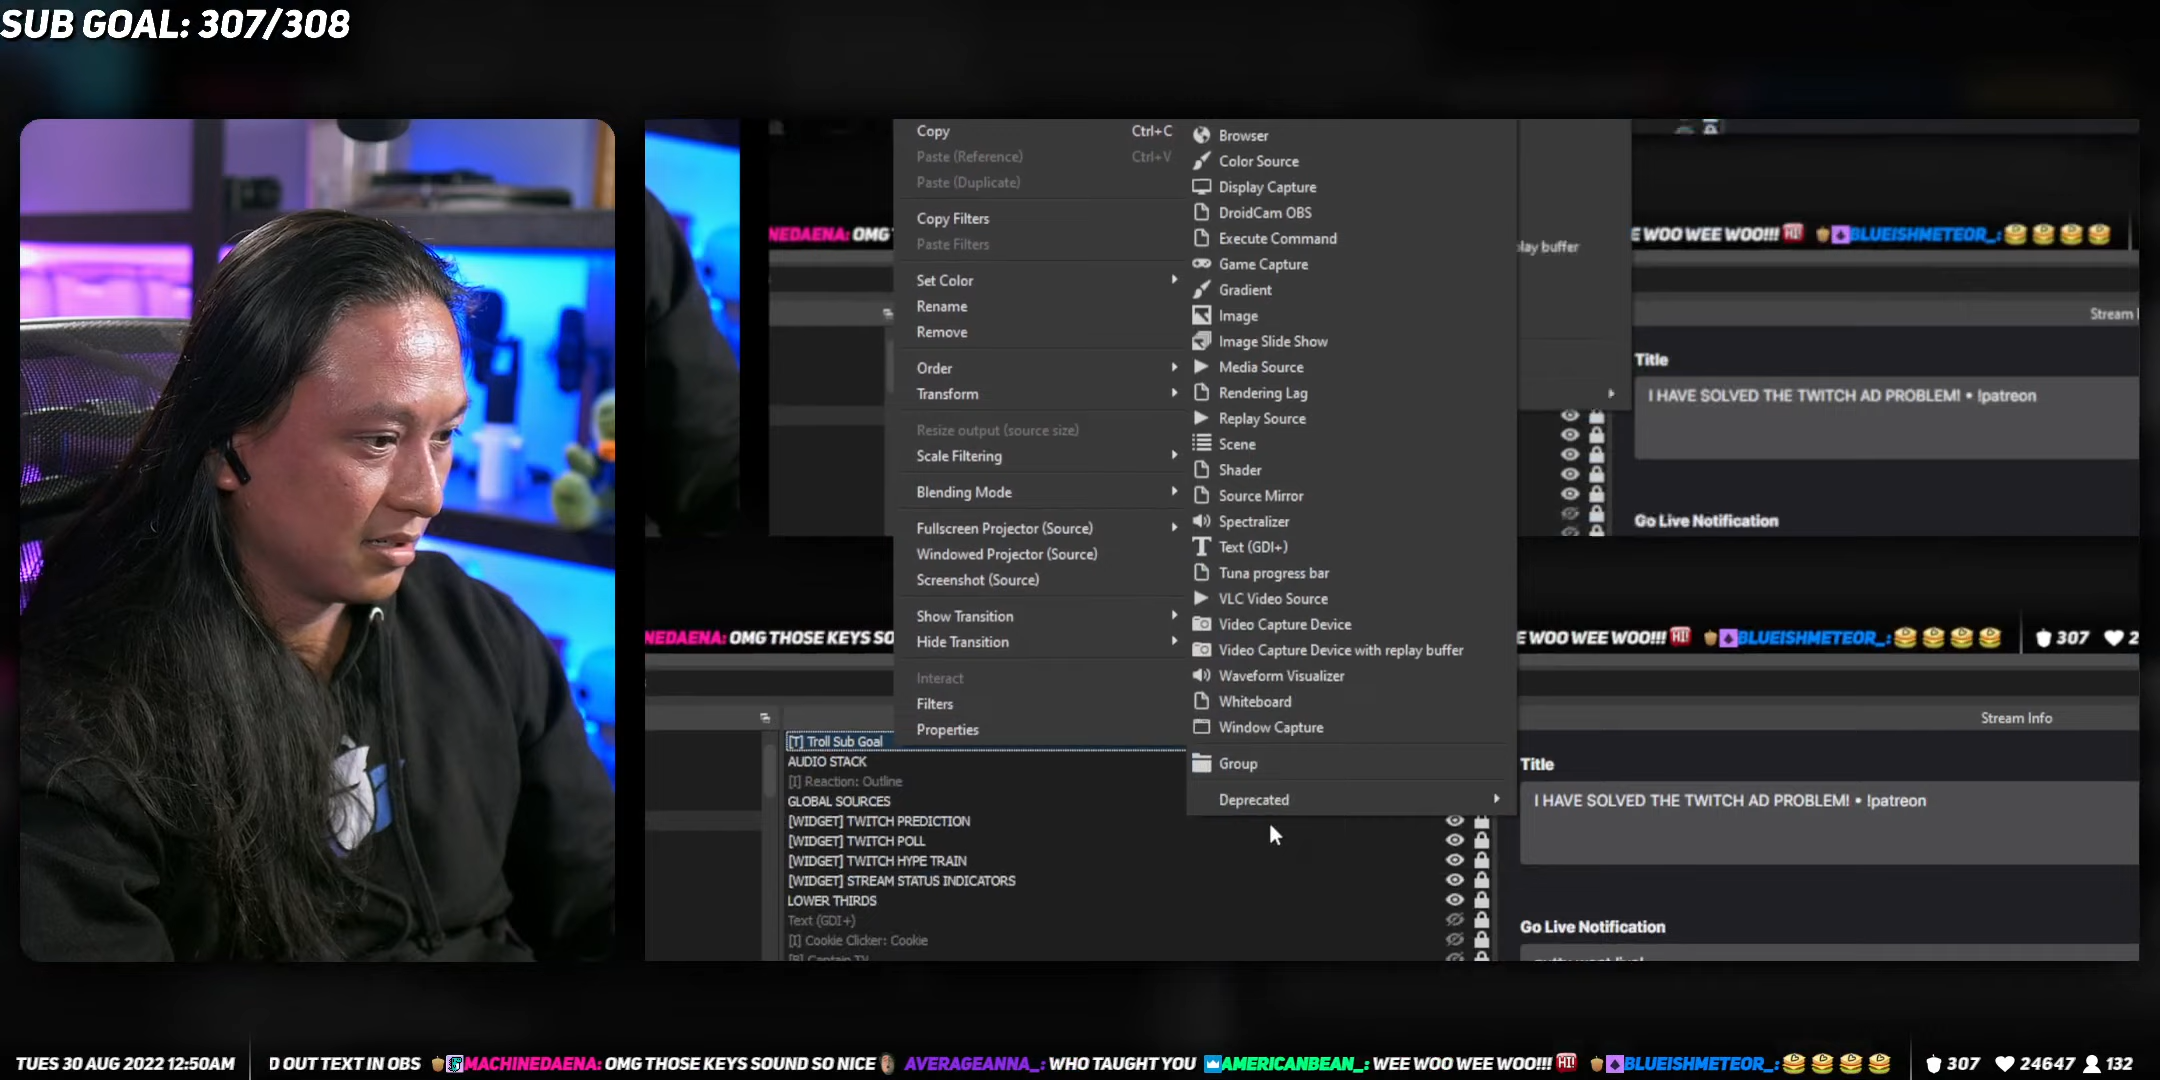 SUB GOAL: 307/308
Copy Ctrl+C
Paste (Reference) Ctrl+V
Paste (Duplicate)
Copy Filters
Paste Filters
Set Color
Rename
Remove
Order
Transform
Resize output (source size)
Scale Filtering
Blending Mode
Fullscreen Projector (Source)
Windowed Projector (Source)
Screenshot (Source)
Show Transition
Hide Transition
Interact
Filters
Properties
Browser
Color Source
Display Capture
DroidCam OBS
Execute Command
Game Capture
Gradient
Image
Image Slide Show
Media Source
Rendering Lag
Replay Source
Scene
Shader
Source Mirror
Spectralizer
Text (GDI+)
Tuna progress bar
VLC Video Source
Video Capture Device
Video Capture Device with replay buffer
Waveform Visualizer
Whiteboard
Window Capture
Group
Deprecated
NEDAENA: OMG
E WOO WEE WOO!!! HI! BLUEISHMETEOR_:
lay buffer
Stream
Title
I HAVE SOLVED THE TWITCH AD PROBLEM! • !patreon
Go Live Notification
NEDAENA: OMG THOSE KEYS SO
E WOO WEE WOO!!! HI! BLUEISHMETEOR_: 307 2
[T] Troll Sub Goal
AUDIO STACK
[I] Reaction: Outline
GLOBAL SOURCES
[WIDGET] TWITCH PREDICTION
[WIDGET] TWITCH POLL
[WIDGET] TWITCH HYPE TRAIN
[WIDGET] STREAM STATUS INDICATORS
LOWER THIRDS
Text (GDI+)
[I] Cookie Clicker: Cookie
Stream Info
Title
I HAVE SOLVED THE TWITCH AD PROBLEM! • !patreon
Go Live Notification
TUES 30 AUG 2022 12:50AM D OUT TEXT IN OBS MACHINEDAENA: OMG THOSE KEYS SOUND SO NICE AVERAGEANNA_: WHO TAUGHT YOU AMERICANBEAN_: WEE WOO WEE WOO!!! HI! BLUEISHMETEOR_: 307 24647 132